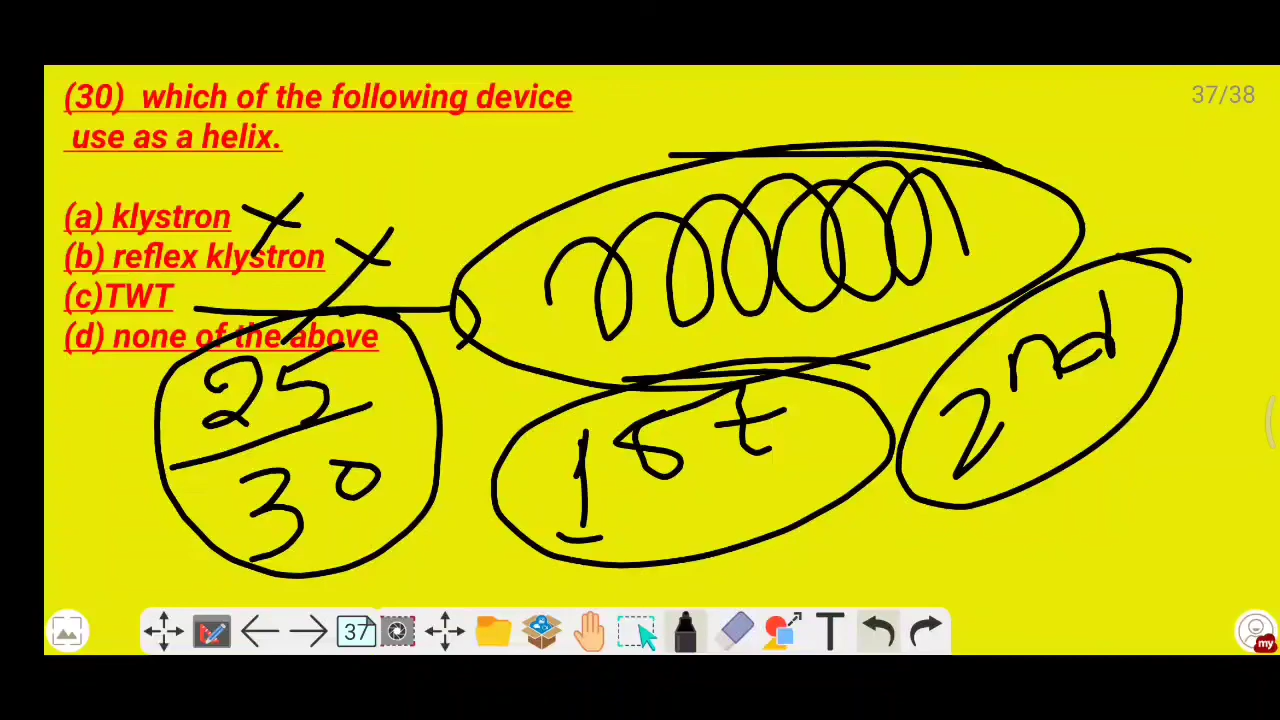 (30) which of the following device
use as a helix.
37/38
(a) klystron
(b) reflex klystron
(c)TWT
(d) none of the above
25
30
1st
2nd
37
T
my